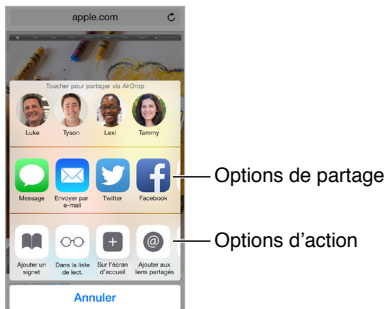 apple.com
Toucher pour partager via AirDrop
Luke Tyson Lexi Tammy
Message Envoyer par e-mail Twitter Facebook
Options de partage
Ajouter un signet Dans la liste de lect. Sur l'écran d'accueil Ajouter aux liens partagés
Options d'action
Annuler